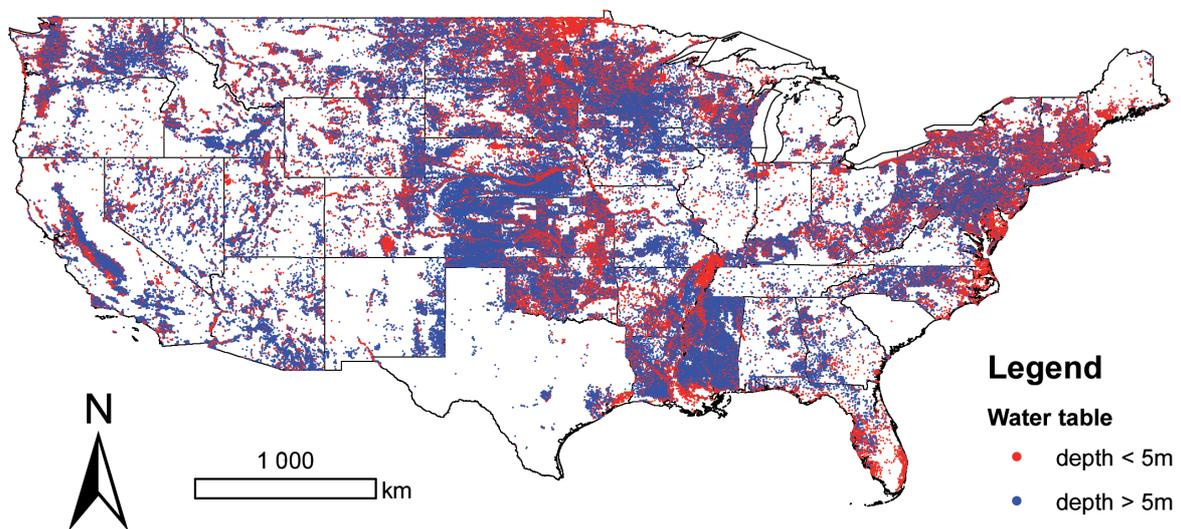 N
1 000
km
Legend
Water table
depth < 5m
depth > 5m